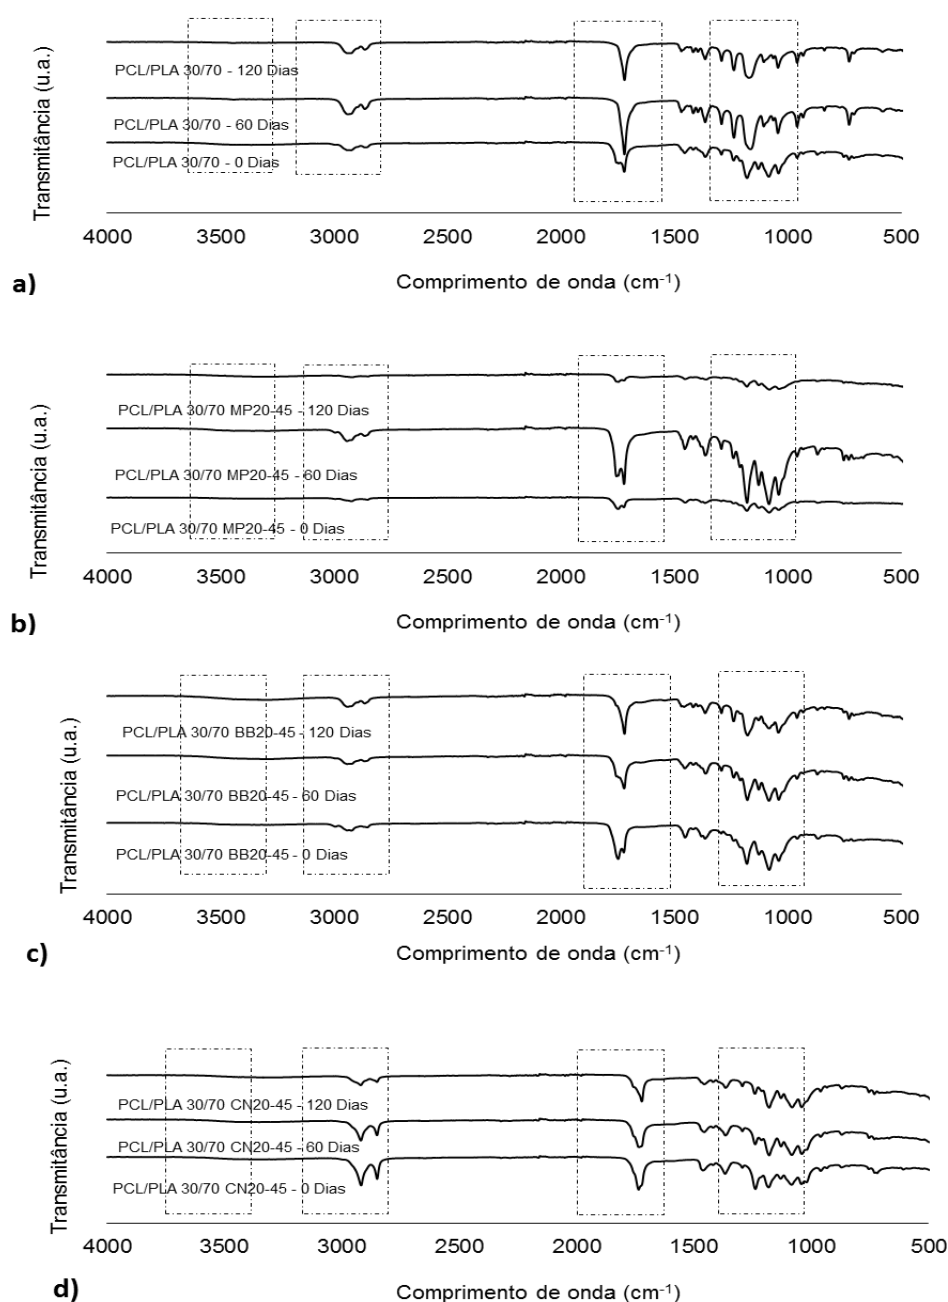 Transmitância (u.a.)
PCL/PLA 30/70 - 120 Dias
PCL/PLA 30/70 - 60 Dias
PCL/PLA 30/70 - 0 Dias
4000 3500 3000 2500 2000 1500 1000 500
Comprimento de onda (cm-1)
a)
Transmitância (u.a.)
PCL/PLA 30/70 MP20-45 - 120 Dias
PCL/PLA 30/70 MP20-45 - 60 Dias
PCL/PLA 30/70 MP20-45 - 0 Dias
4000 3500 3000 2500 2000 1500 1000 500
Comprimento de onda (cm-1)
b)
Transmitância (u.a.)
PCL/PLA 30/70 BB20-45 - 120 Dias
PCL/PLA 30/70 BB20-45 - 60 Dias
PCL/PLA 30/70 BB20-45 - 0 Dias
4000 3500 3000 2500 2000 1500 1000 500
Comprimento de onda (cm-1)
c)
Transmitância (u.a.)
PCL/PLA 30/70 CN20-45 - 120 Dias
PCL/PLA 30/70 CN20-45 - 60 Dias
PCL/PLA 30/70 CN20-45 - 0 Dias
4000 3500 3000 2500 2000 1500 1000 500
Comprimento de onda (cm-1)
d)